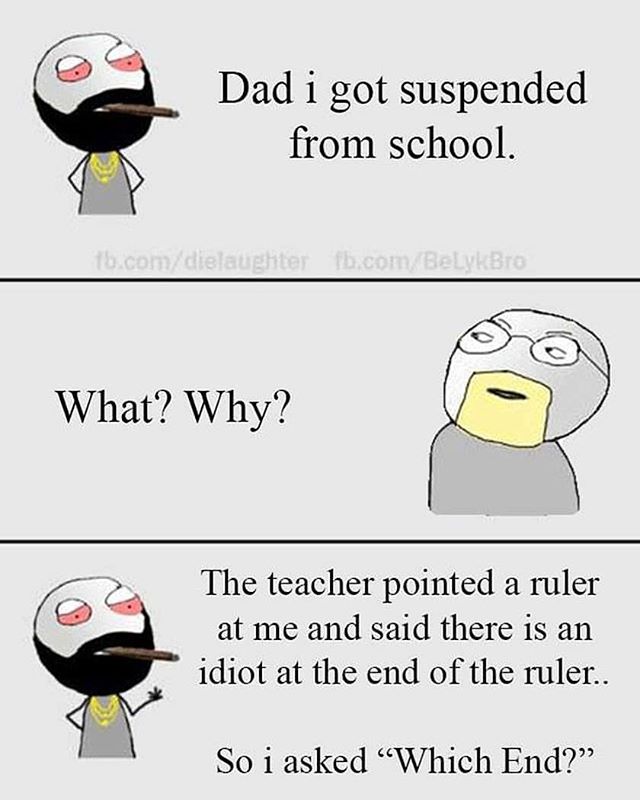 Dad i got suspended
from school.
fb.com/dielaughter fb.com/BeLykBro
What? Why?
The teacher pointed a ruler
at me and said there is an
idiot at the end of the ruler..
So i asked “Which End?”